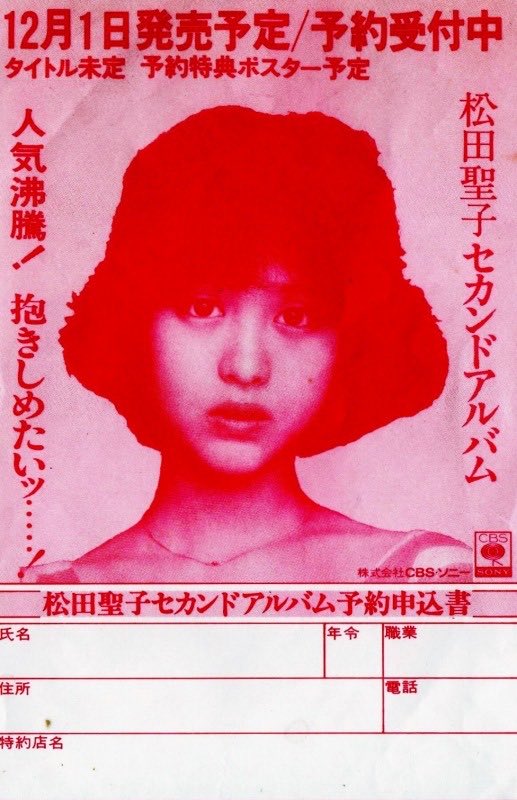 12月1日発売予定/予約受付中
タイトル未定 予約特典ポスター予定
松田聖子セカンドアルバム
人気沸騰!
抱きしめたいッ……!
CBS
SONY
株式会社CBS・ソニー
松田聖子セカンドアルバム予約申込書
氏名
年令
職業
住所
電話
特約店名